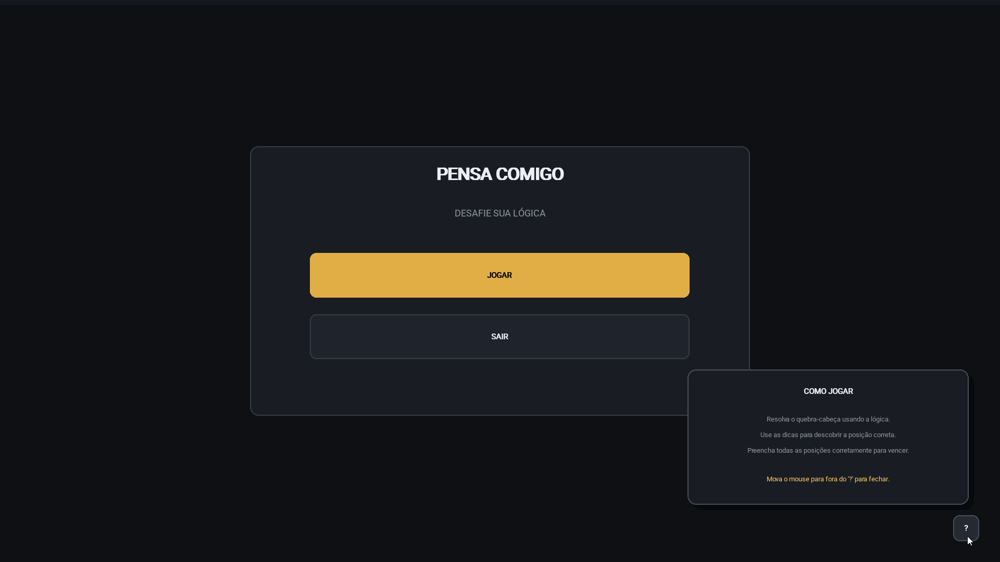 PENSA COMIGO
DESAFIE SUA LÓGICA
JOGAR
SAIR
COMO JOGAR
Resolva o quebra-cabeça usando a lógica.
Use as dicas para descobrir a posição correta.
Preencha todas as posições corretamente para vencer.
Mova o mouse para fora do '?' para fechar.
?